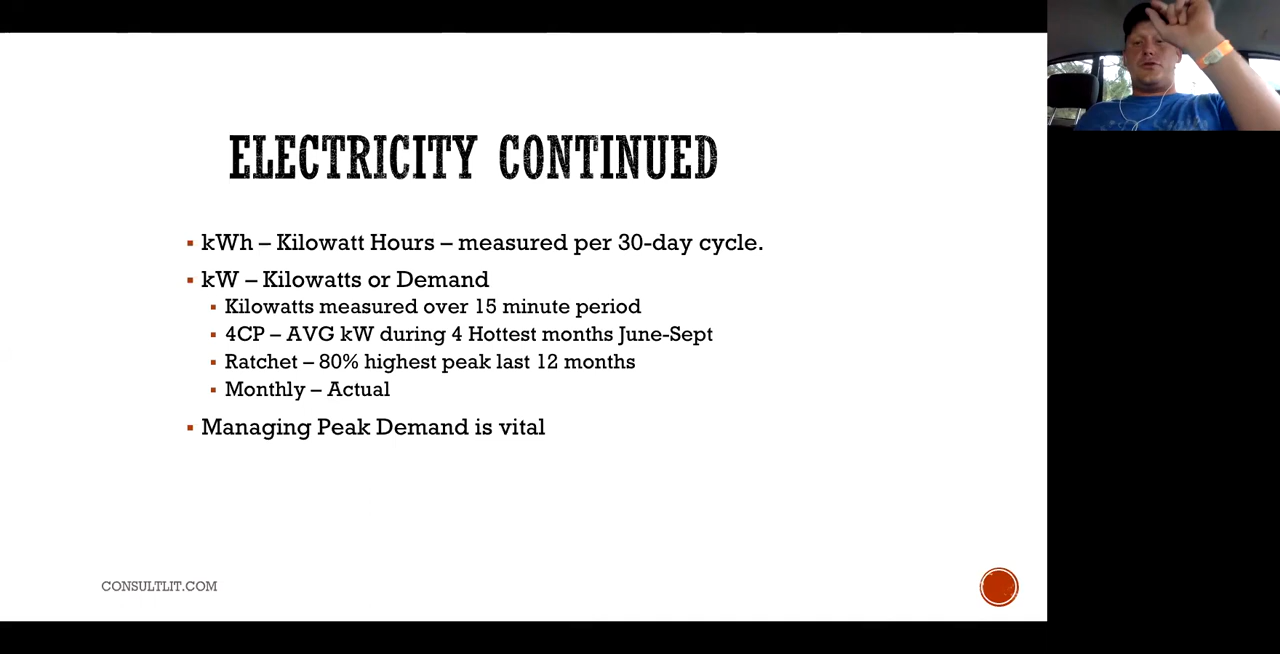 ELECTRICITY CONTINUED
kWh – Kilowatt Hours – measured per 30-day cycle.
kW – Kilowatts or Demand
Kilowatts measured over 15 minute period
4CP – AVG kW during 4 Hottest months June-Sept
Ratchet – 80% highest peak last 12 months
Monthly – Actual
Managing Peak Demand is vital
CONSULTLIT.COM